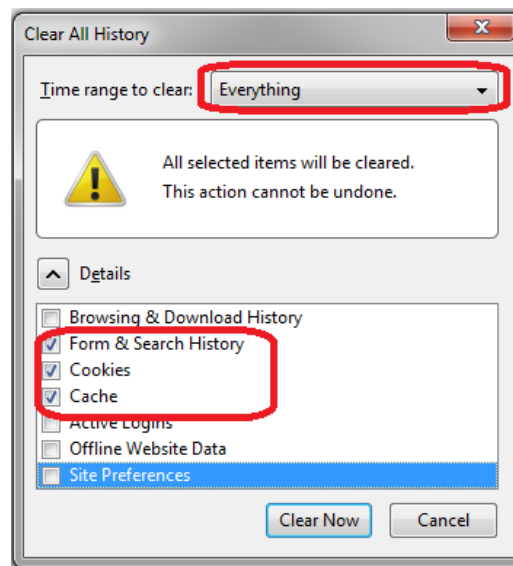 Clear All History
Time range to clear: Everything
All selected items will be cleared.
This action cannot be undone.
Details
Browsing & Download History
Form & Search History
Cookies
Cache
Active Logins
Offline Website Data
Site Preferences
Clear Now Cancel